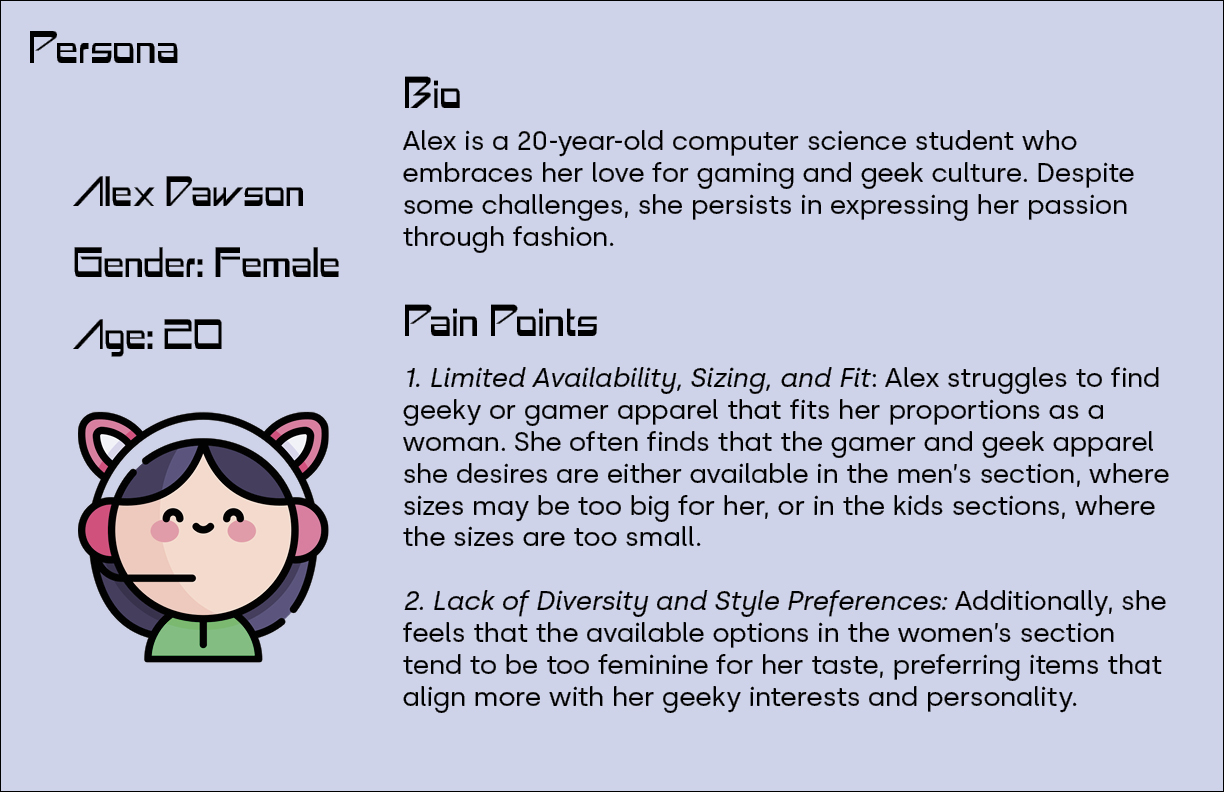 Persona
Alex Dawson
Gender: Female
Age: 20
Bio
Alex is a 20-year-old computer science student who
embraces her love for gaming and geek culture. Despite
some challenges, she persists in expressing her passion
through fashion.
Pain Points
1. Limited Availability, Sizing, and Fit: Alex struggles to find
geeky or gamer apparel that fits her proportions as a
woman. She often finds that the gamer and geek apparel
she desires are either available in the men's section, where
sizes may be too big for her, or in the kids sections, where
the sizes are too small.
2. Lack of Diversity and Style Preferences: Additionally, she
feels that the available options in the women's section
tend to be too feminine for her taste, preferring items that
align more with her geeky interests and personality.